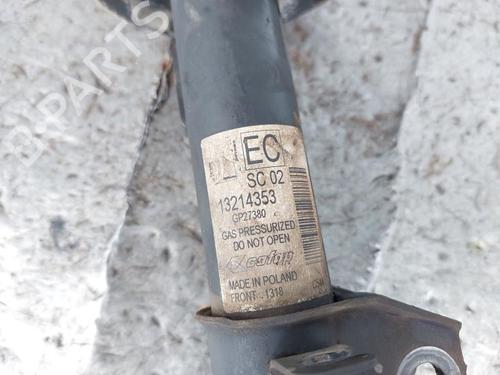 EC
SC 02
13214353
GP27380
GAS PRESSURIZED
DO NOT OPEN
MADE IN POLAND
FRONT 1318